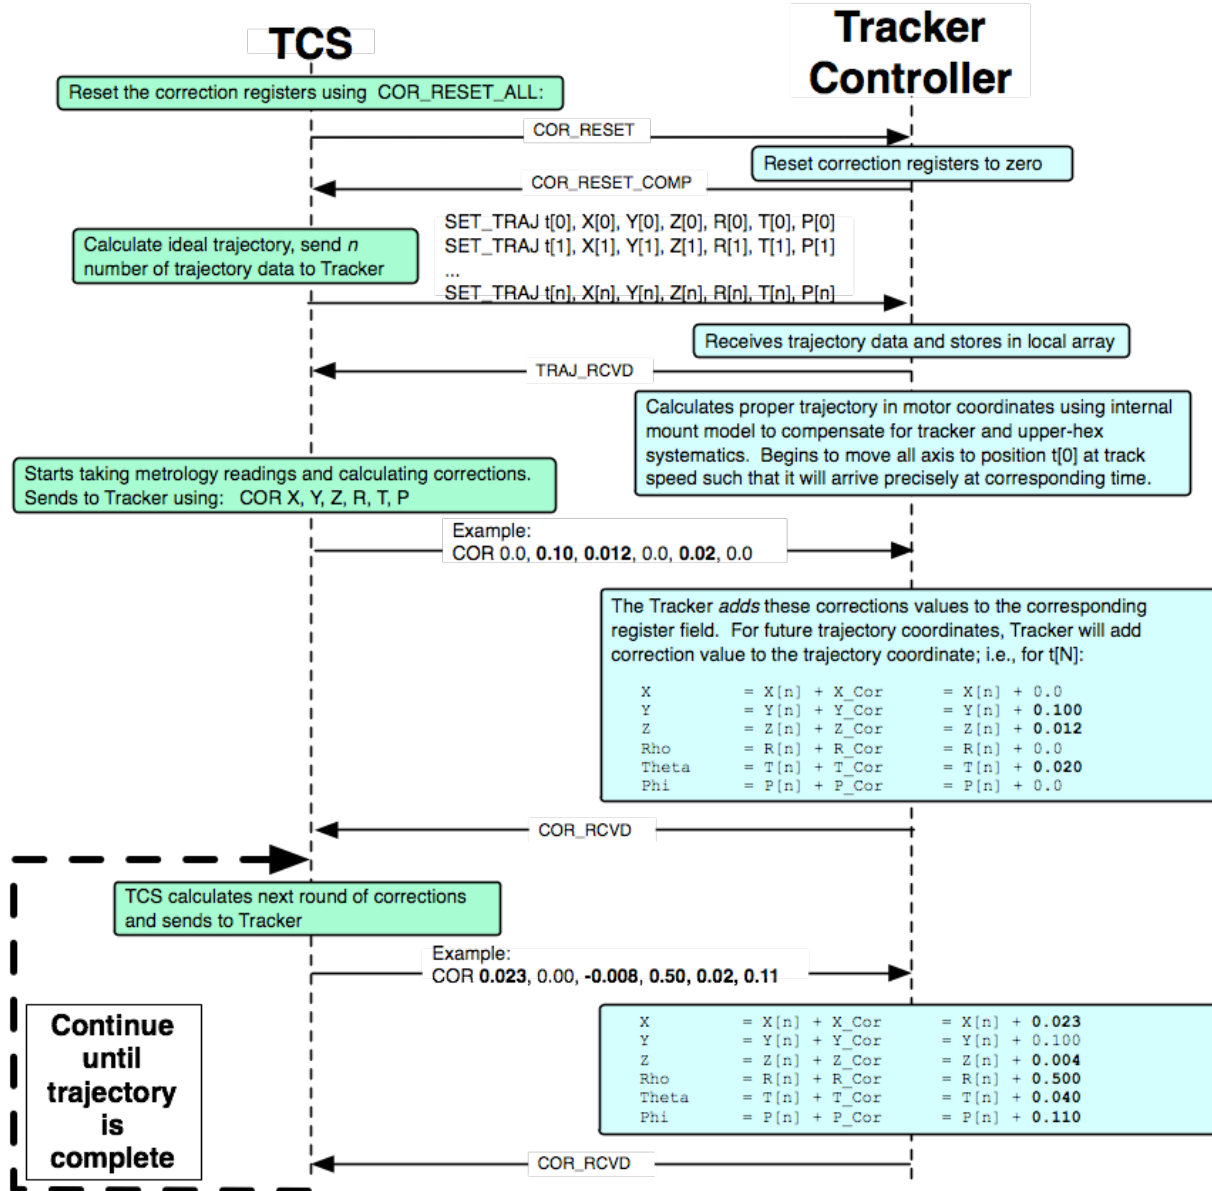 TCS
Tracker
Controller
Reset the correction registers using  COR_RESET_ALL:
COR_RESET
Reset correction registers to zero
COR_RESET_COMP
SET_TRAJ t[0], X[0], Y[0], Z[0], R[0], T[0], P[0]
SET_TRAJ t[1], X[1], Y[1], Z[1], R[1], T[1], P[1]
...
SET_TRAJ t[n], X[n], Y[n], Z[n], R[n], T[n], P[n]
Calculate ideal trajectory, send n
number of trajectory data to Tracker
Receives trajectory data and stores in local array
TRAJ_RCVD
Calculates proper trajectory in motor coordinates using internal
mount model to compensate for tracker and upper-hex
systematics.  Begins to move all axis to position t[0] at track
speed such that it will arrive precisely at corresponding time.
Starts taking metrology readings and calculating corrections.
Sends to Tracker using:   COR X, Y, Z, R, T, P
Example:
COR 0.0, 0.10, 0.012, 0.0, 0.02, 0.0
The Tracker adds these corrections values to the corresponding
register field.  For future trajectory coordinates, Tracker will add
correction value to the trajectory coordinate; i.e., for t[N]:
X = X[n] + X_Cor = X[n] + 0.0
Y = Y[n] + Y_Cor = Y[n] + 0.100
Z = Z[n] + Z_Cor = Z[n] + 0.012
Rho = R[n] + R_Cor = R[n] + 0.0
Theta = T[n] + T_Cor = T[n] + 0.020
Phi = P[n] + P_Cor = P[n] + 0.0
COR_RCVD
TCS calculates next round of corrections
and sends to Tracker
Example:
COR 0.023, 0.00, -0.008, 0.50, 0.02, 0.11
Continue
until
trajectory
is
complete
X = X[n] + X_Cor = X[n] + 0.023
Y = Y[n] + Y_Cor = Y[n] + 0.100
Z = Z[n] + Z_Cor = Z[n] + 0.004
Rho = R[n] + R_Cor = R[n] + 0.500
Theta = T[n] + T_Cor = T[n] + 0.040
Phi = P[n] + P_Cor = P[n] + 0.110
COR_RCVD